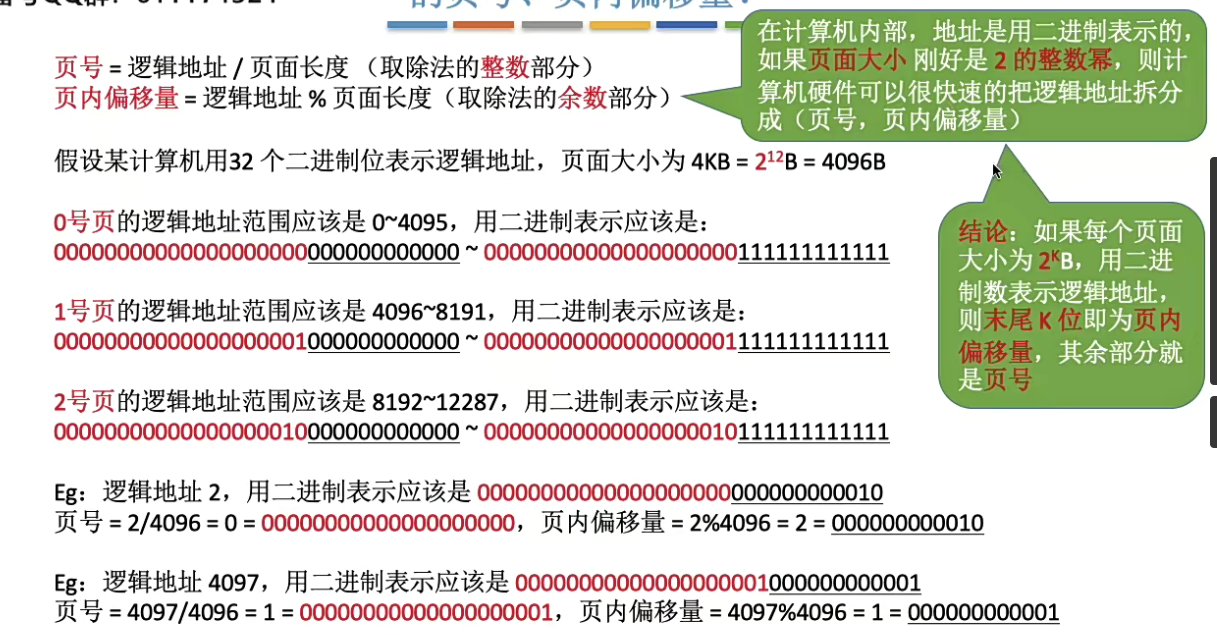 的页号、页内偏移量？
在计算机内部，地址是用二进制表示的，
如果页面大小 刚好是 2 的整数幂，则计
算机硬件可以很快速的把逻辑地址拆分
成（页号，页内偏移量）
页号 = 逻辑地址 / 页面长度 （取除法的整数部分）
页内偏移量 = 逻辑地址 % 页面长度（取除法的余数部分）
假设某计算机用32 个二进制位表示逻辑地址，页面大小为 4KB = 2¹²B = 4096B
0号页的逻辑地址范围应该是 0~4095，用二进制表示应该是：
00000000000000000000000000000000 ~ 00000000000000000000111111111111
1号页的逻辑地址范围应该是 4096~8191，用二进制表示应该是：
00000000000000000001000000000000 ~ 00000000000000000001111111111111
2号页的逻辑地址范围应该是 8192~12287，用二进制表示应该是：
00000000000000000010000000000000 ~ 00000000000000000010111111111111
结论：如果每个页面
大小为 2ᴷB，用二进
制数表示逻辑地址，
则末尾 K 位即为页内
偏移量，其余部分就
是页号
Eg：逻辑地址 2，用二进制表示应该是 00000000000000000000000000000010
页号 = 2/4096 = 0 = 00000000000000000000，页内偏移量 = 2%4096 = 2 = 000000000010
Eg：逻辑地址 4097，用二进制表示应该是 00000000000000000001000000000001
页号 = 4097/4096 = 1 = 00000000000000000001，页内偏移量 = 4097%4096 = 1 = 000000000001